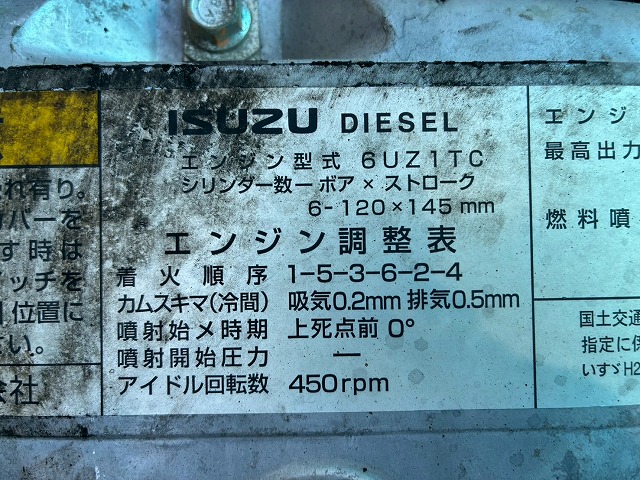 ISUZU DIESEL
エンジン型式 6UZ1TC
シリンダー数ーボア×ストローク
6-120×145mm
エンジン調整表
着火順序 1-5-3-6-2-4
カムスキマ(冷間) 吸気0.2mm 排気0.5mm
噴射始メ時期 上死点前 0°
噴射開始圧力 ー
アイドル回転数 450rpm
れ有り。
バーを
す時は
ッチを
位置に
さい。
会社
エンジ
最高出力
燃料噴
国土交通
指定に
いすゞH2